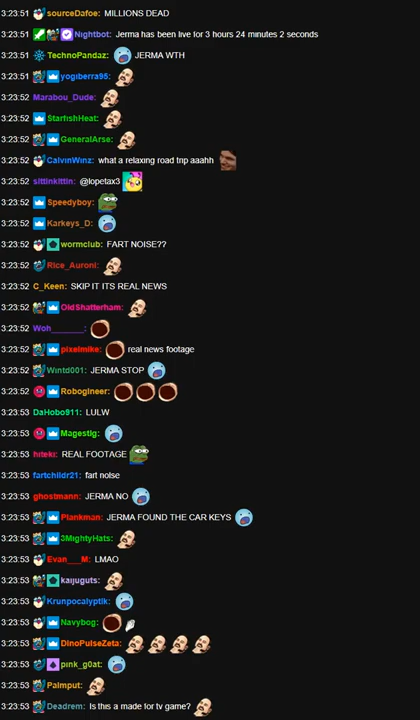 3:23:51 sourceDafoe: MILLIONS DEAD
3:23:51 Nightbot: Jerma has been live for 3 hours 24 minutes 2 seconds
3:23:51 TechnoPandaz: JERMA WTH
3:23:51 yogiberra95:
3:23:52 Marabou_Dude:
3:23:52 StarfishHeat:
3:23:52 GeneralArse:
3:23:52 CalvinWinz: what a relaxing road trip aaahh
3:23:52 sittinkittin: @lopetax3
3:23:52 Speedyboy:
3:23:52 Karkeys_D:
3:23:52 wormclub: FART NOISE??
3:23:52 Rice_Auroni:
3:23:52 C_Keen: SKIP IT ITS REAL NEWS
3:23:52 OldShatterham:
3:23:52 Woh_______:
3:23:52 pixelmike: real news footage
3:23:52 Wintd001: JERMA STOP
3:23:52 Robogineer:
3:23:53 DaHobo911: LULW
3:23:53 Magestig:
3:23:53 hiteki: REAL FOOTAGE
3:23:53 fartchildr21: fart noise
3:23:53 ghostmann: JERMA NO
3:23:53 Plankman: JERMA FOUND THE CAR KEYS
3:23:53 3MightyHats:
3:23:53 Evan___M: LMAO
3:23:53 kaijuguts:
3:23:53 Krunpocalyptik:
3:23:53 Navybog:
3:23:53 DinoPulseZeta:
3:23:53 pink_g0at:
3:23:53 Palmput:
3:23:53 Deadrem: Is this a made for tv game?